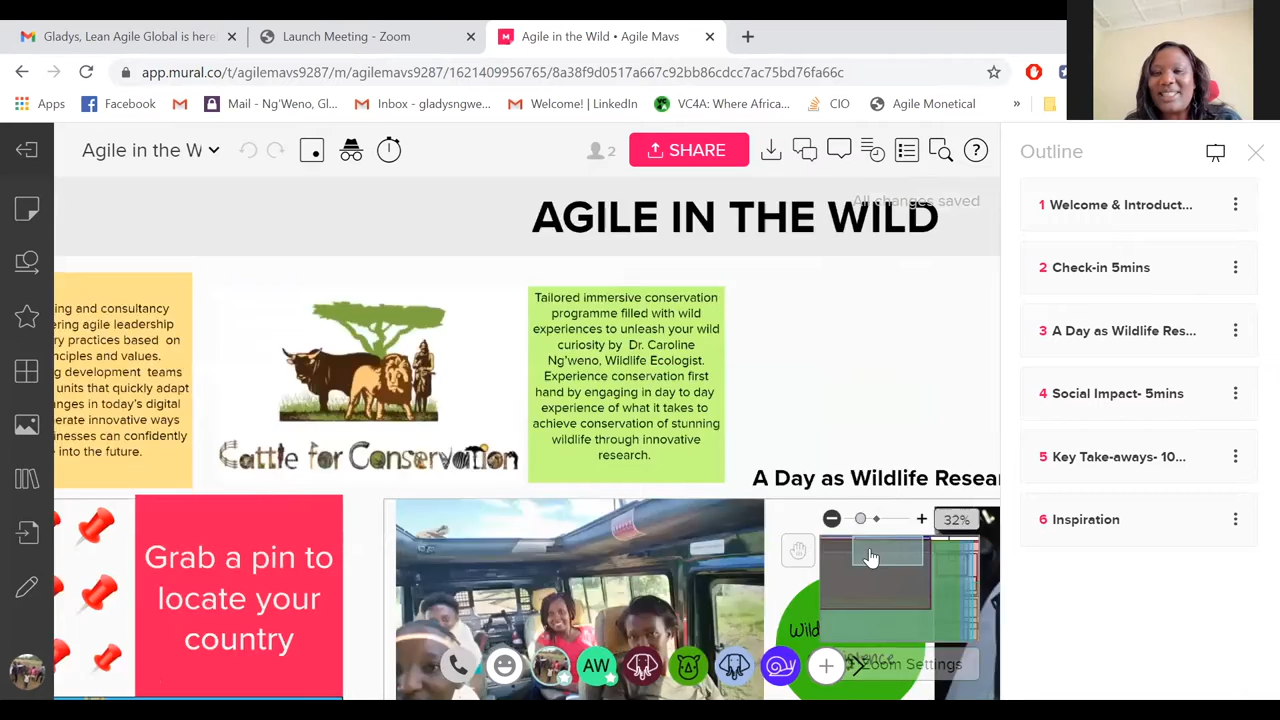 Gladys, Lean Agile Global is here
Launch Meeting - Zoom
Agile in the Wild • Agile Mavs
app.mural.co/t/agilemavs9287/m/agilemavs9287/1621409956765/8a38f9d0517a667c92bb86cdcc7ac75bd76fa66c
Apps
Facebook
Mail - Ng'Weno, Gl...
Inbox - gladysngwe...
Welcome! | LinkedIn
VC4A: Where Africa...
CIO
Agile Monetical
»
Agile in the W
2
SHARE
?
All changes saved
AGILE IN THE WILD
ing and consultancy
ering agile leadership
ry practices based on
nciples and values.
g development teams
units that quickly adapt
nges in today's digital
erate innovative ways
inesses can confidently
into the future.
Cattle for Conservation
Tailored immersive conservation
programme filled with wild
experiences to unleash your wild
curiosity by Dr. Caroline
Ng'weno, Wildlife Ecologist.
Experience conservation first
hand by engaging in day to day
experience of what it takes to
achieve conservation of stunning
wildlife through innovative
research.
A Day as Wildlife Resear
Grab a pin to
locate your
country
32%
Wild
Zoom Settings
AW
Outline
1 Welcome & Introduct...
2 Check-in 5mins
3 A Day as Wildlife Res...
4 Social Impact- 5mins
5 Key Take-aways- 10...
6 Inspiration